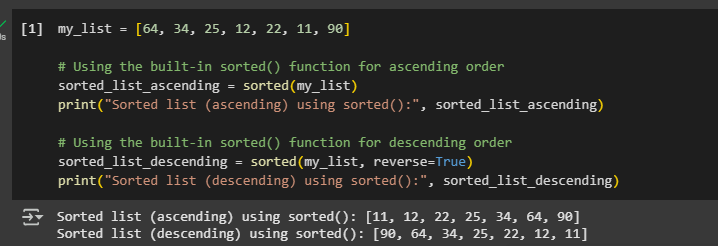 [1] my_list = [64, 34, 25, 12, 22, 11, 90]
# Using the built-in sorted() function for ascending order
sorted_list_ascending = sorted(my_list)
print("Sorted list (ascending) using sorted():", sorted_list_ascending)
# Using the built-in sorted() function for descending order
sorted_list_descending = sorted(my_list, reverse=True)
print("Sorted list (descending) using sorted():", sorted_list_descending)
Sorted list (ascending) using sorted(): [11, 12, 22, 25, 34, 64, 90]
Sorted list (descending) using sorted(): [90, 64, 34, 25, 22, 12, 11]